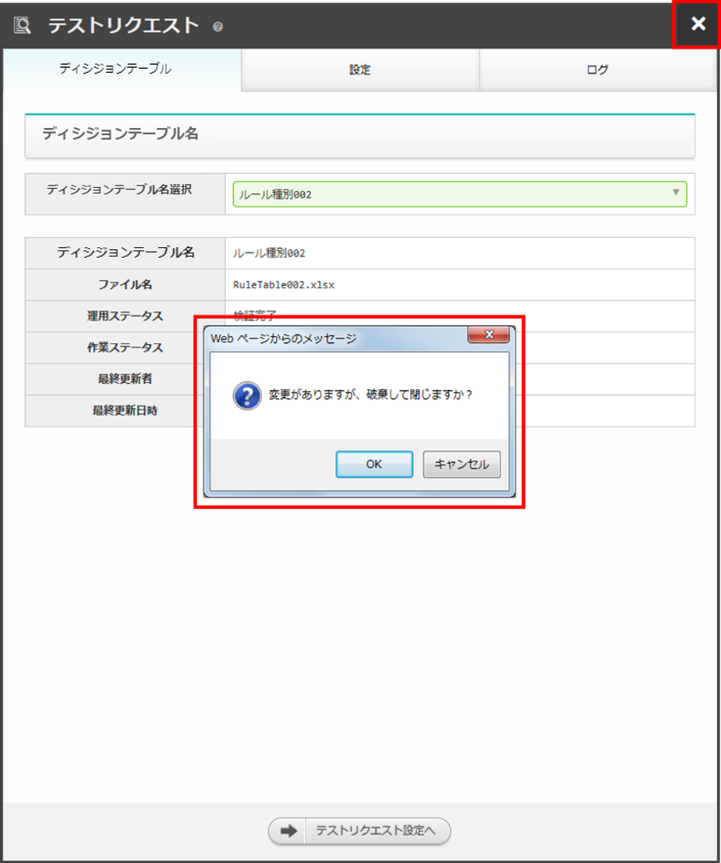 テストリクエスト
ディシジョンテーブル
設定
ログ
ディシジョンテーブル名
ディシジョンテーブル名選択
ルール種別002
ディシジョンテーブル名
ルール種別002
ファイル名
RuleTable002.xlsx
運用ステータス
検証完了
作業ステータス
最終更新者
最終更新日時
Web ページからのメッセージ
変更がありますが、破棄して閉じますか？
OK
キャンセル
テストリクエスト設定へ